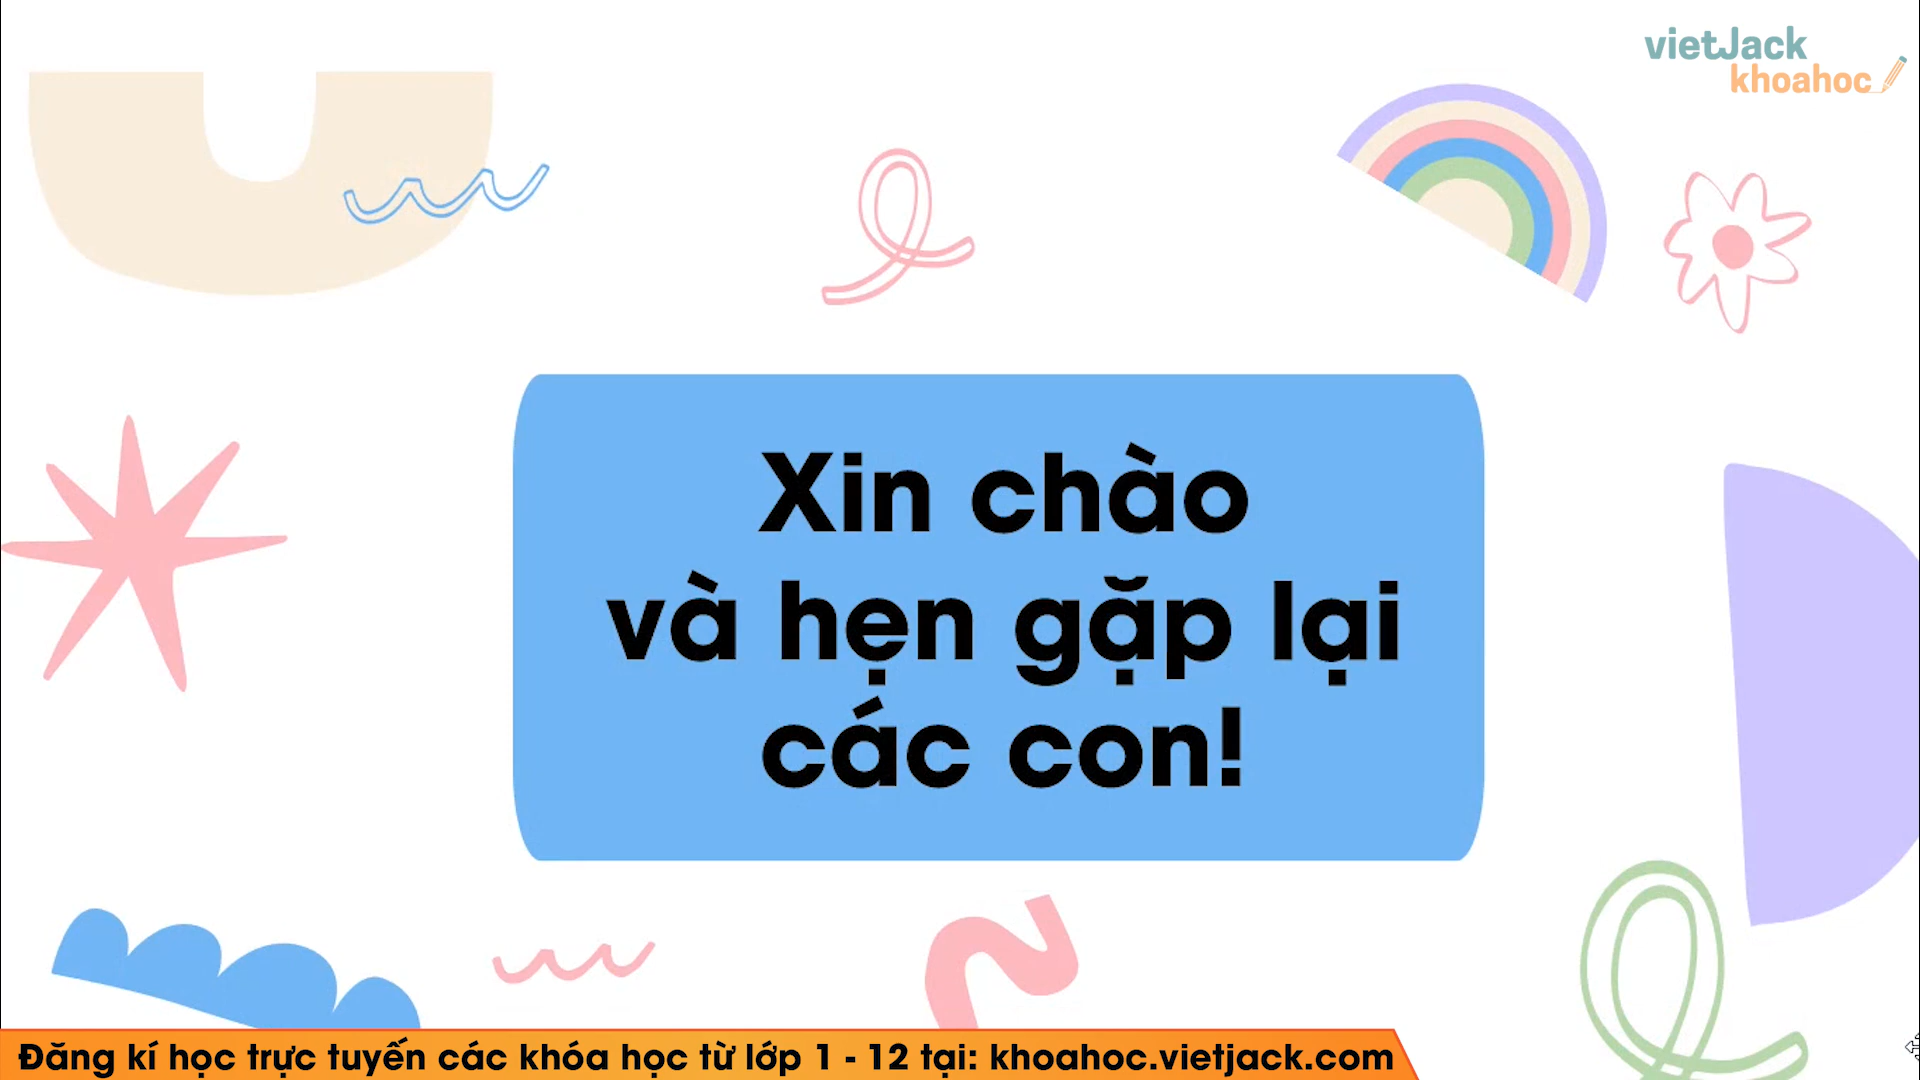 vietJack
khoahoc
Xin chào
và hẹn gặp lại
các con!
Đăng kí học trực tuyến các khóa học từ lớp 1 - 12 tại: khoahoc.vietjack.com